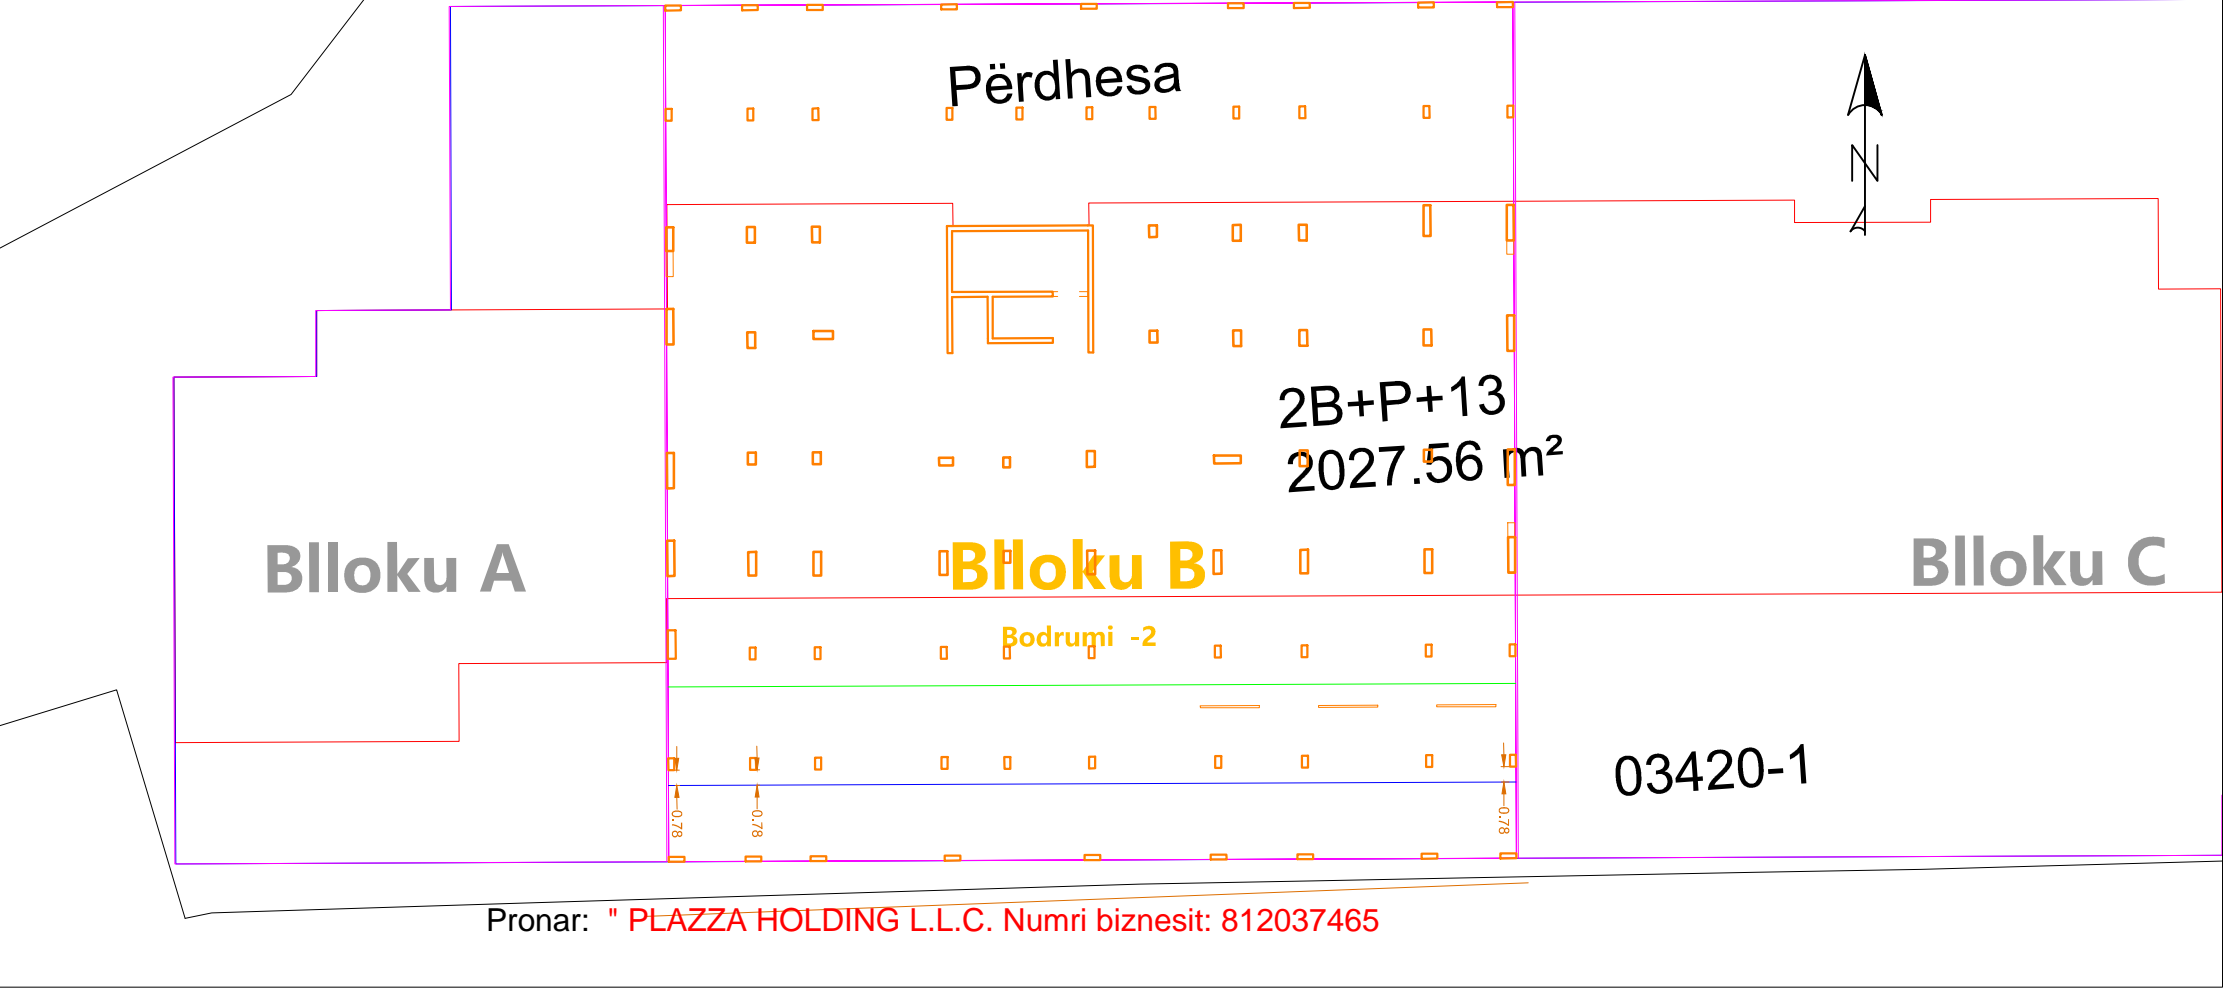 Përdhesa
N
2B+P+13
2027.56 m²
Blloku A
Blloku B
Blloku C
Bodrumi -2
03420-1
0.78
0.78
0.78
Pronar: " PLAZZA HOLDING L.L.C. Numri biznesit: 812037465